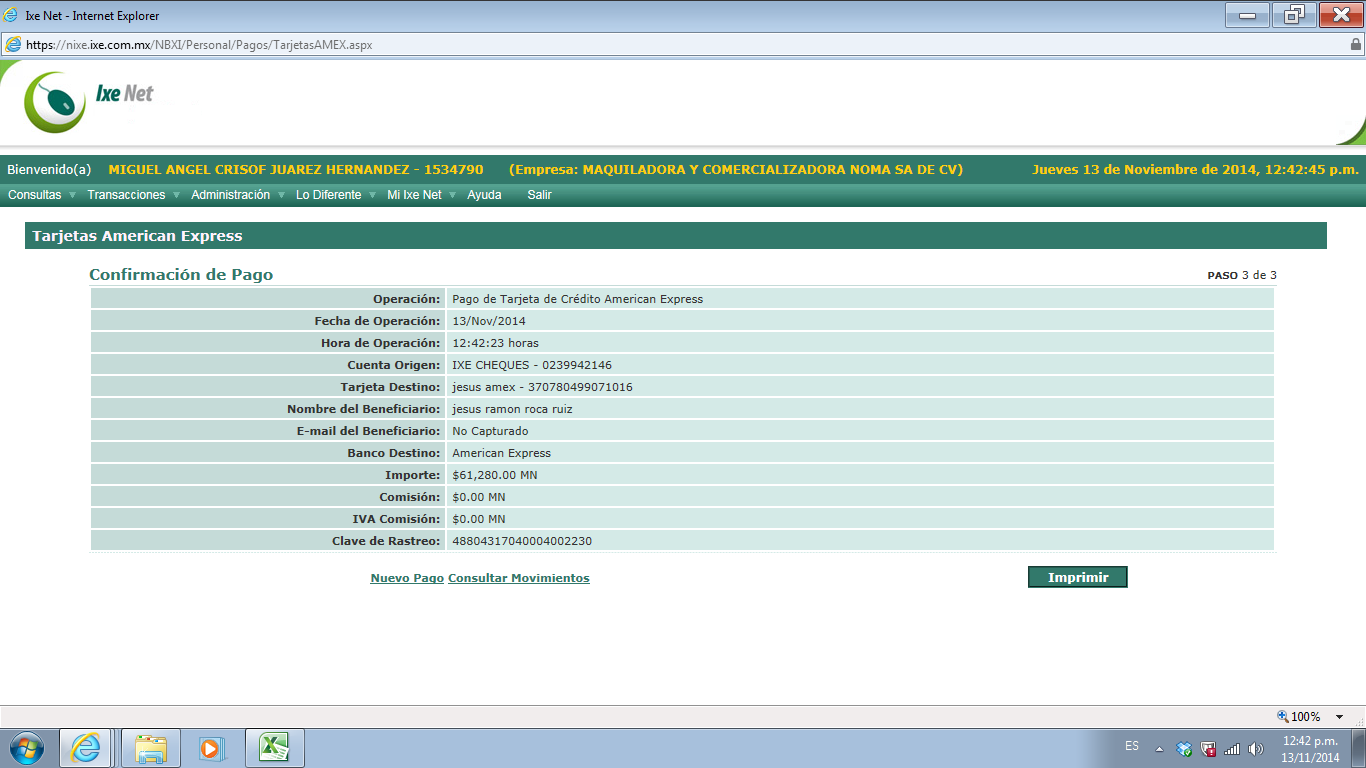 Ixe Net - Internet Explorer
https://nixe.ixe.com.mx/NBXI/Personal/Pagos/TarjetasAMEX.aspx
Ixe Net
Bienvenido(a) MIGUEL ANGEL CRISOF JUAREZ HERNANDEZ - 1534790 (Empresa: MAQUILADORA Y COMERCIALIZADORA NOMA SA DE CV) Jueves 13 de Noviembre de 2014, 12:42:45 p.m.
Consultas Transacciones Administración Lo Diferente Mi Ixe Net Ayuda Salir
Tarjetas American Express
Confirmación de Pago PASO 3 de 3
Operación: Pago de Tarjeta de Crédito American Express
Fecha de Operación: 13/Nov/2014
Hora de Operación: 12:42:23 horas
Cuenta Origen: IXE CHEQUES - 0239942146
Tarjeta Destino: jesus amex - 370780499071016
Nombre del Beneficiario: jesus ramon roca ruiz
E-mail del Beneficiario: No Capturado
Banco Destino: American Express
Importe: $61,280.00 MN
Comisión: $0.00 MN
IVA Comisión: $0.00 MN
Clave de Rastreo: 48804317040004002230
Nuevo Pago Consultar Movimientos Imprimir
100%
ES 12:42 p.m.
13/11/2014